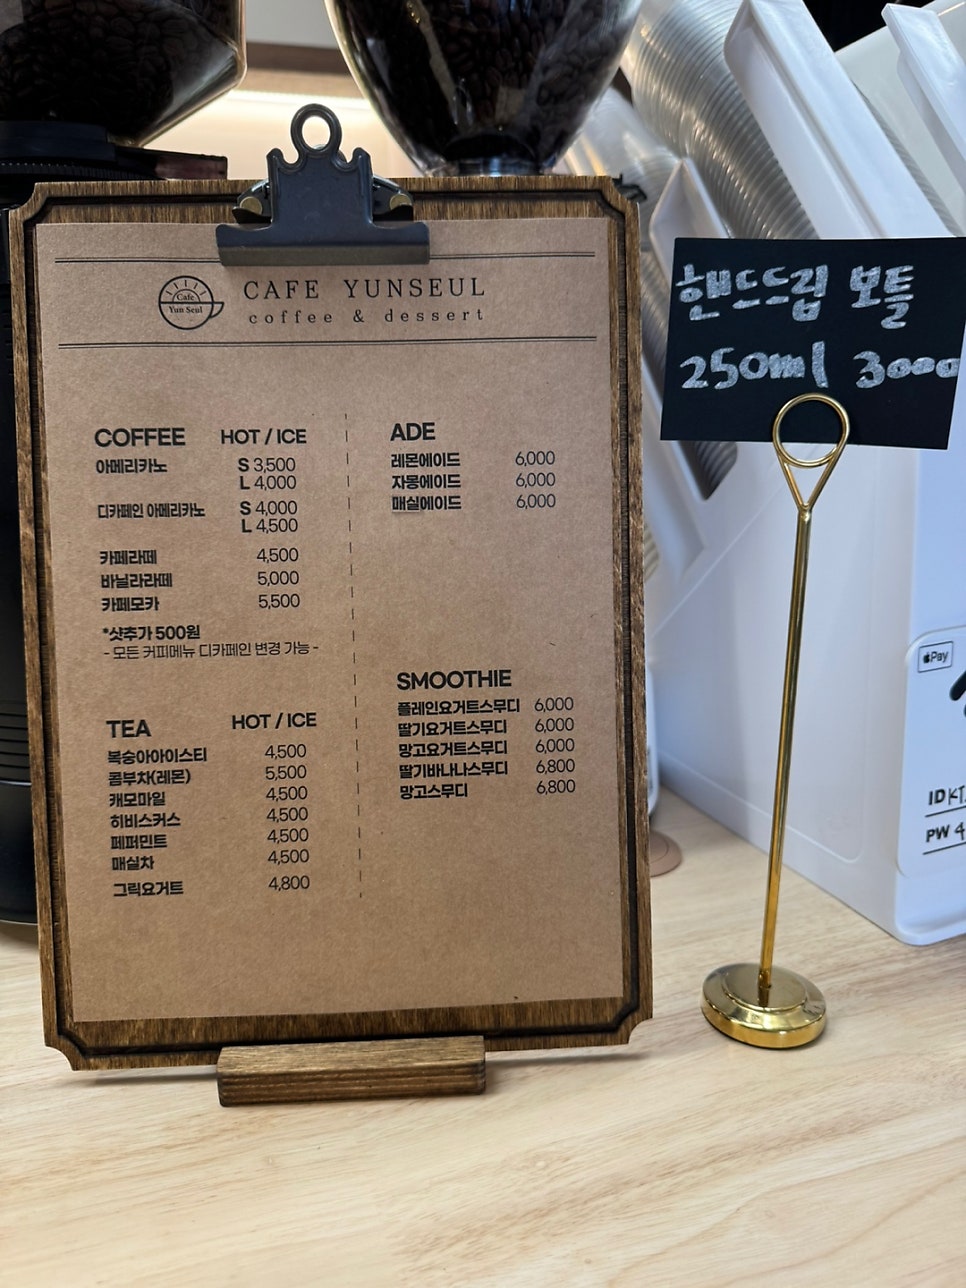 Cafe
Yun Seul
CAFE YUNSEUL
coffee & dessert
COFFEE HOT / ICE
아메리카노 S 3,500
L 4,000
디카페인 아메리카노 S 4,000
L 4,500
카페라떼 4,500
바닐라라떼 5,000
카페모카 5,500
*샷추가 500원
- 모든 커피메뉴 디카페인 변경 가능 -
TEA HOT / ICE
복숭아아이스티 4,500
콤부차(레몬) 5,500
캐모마일 4,500
히비스커스 4,500
페퍼민트 4,500
매실차 4,500
그릭요거트 4,800
ADE
레몬에이드 6,000
자몽에이드 6,000
매실에이드 6,000
SMOOTHIE
플레인요거트스무디 6,000
딸기요거트스무디 6,000
망고요거트스무디 6,000
딸기바나나스무디 6,800
망고스무디 6,800
핸드드립 보틀
250ml 3000
Pay
ID KT
PW 4